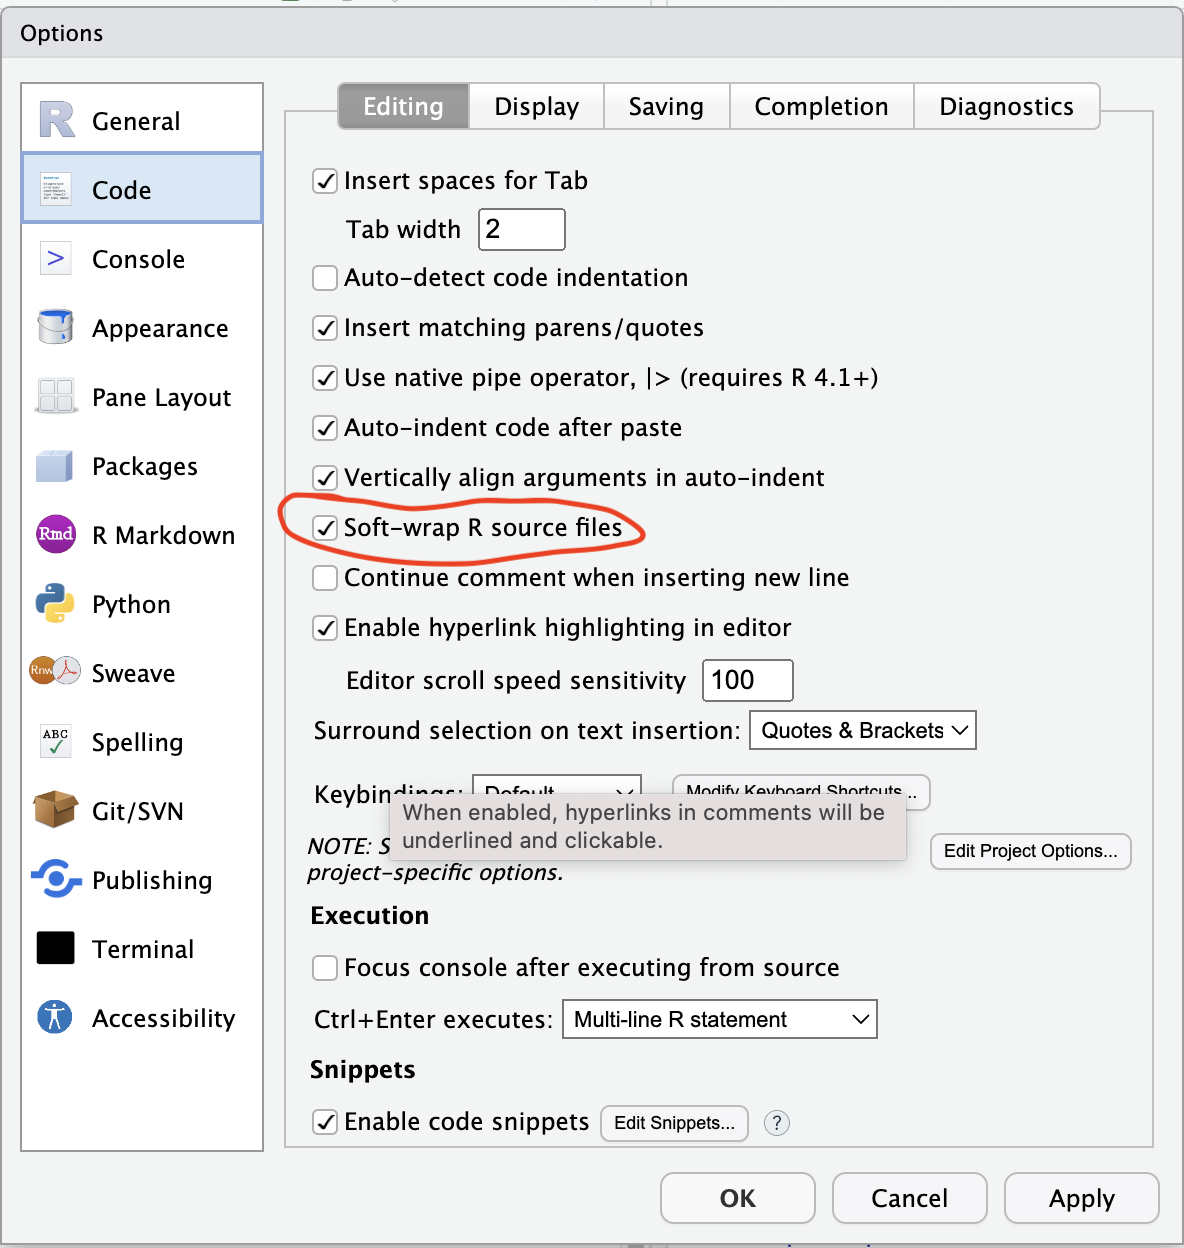 Options
General
Code
Console
Appearance
Pane Layout
Packages
Rmd R Markdown
Python
Rnw Sweave
ABC Spelling
Git/SVN
Publishing
Terminal
Accessibility
Editing Display Saving Completion Diagnostics
Insert spaces for Tab
Tab width 2
Auto-detect code indentation
Insert matching parens/quotes
Use native pipe operator, |> (requires R 4.1+)
Auto-indent code after paste
Vertically align arguments in auto-indent
Soft-wrap R source files
Continue comment when inserting new line
Enable hyperlink highlighting in editor
Editor scroll speed sensitivity 100
Surround selection on text insertion: Quotes & Brackets
Keybindings: Default Modify Keyboard Shortcuts...
When enabled, hyperlinks in comments will be
underlined and clickable.
NOTE:
project-specific options.
Edit Project Options...
Execution
Focus console after executing from source
Ctrl+Enter executes: Multi-line R statement
Snippets
Enable code snippets Edit Snippets... ?
OK Cancel Apply